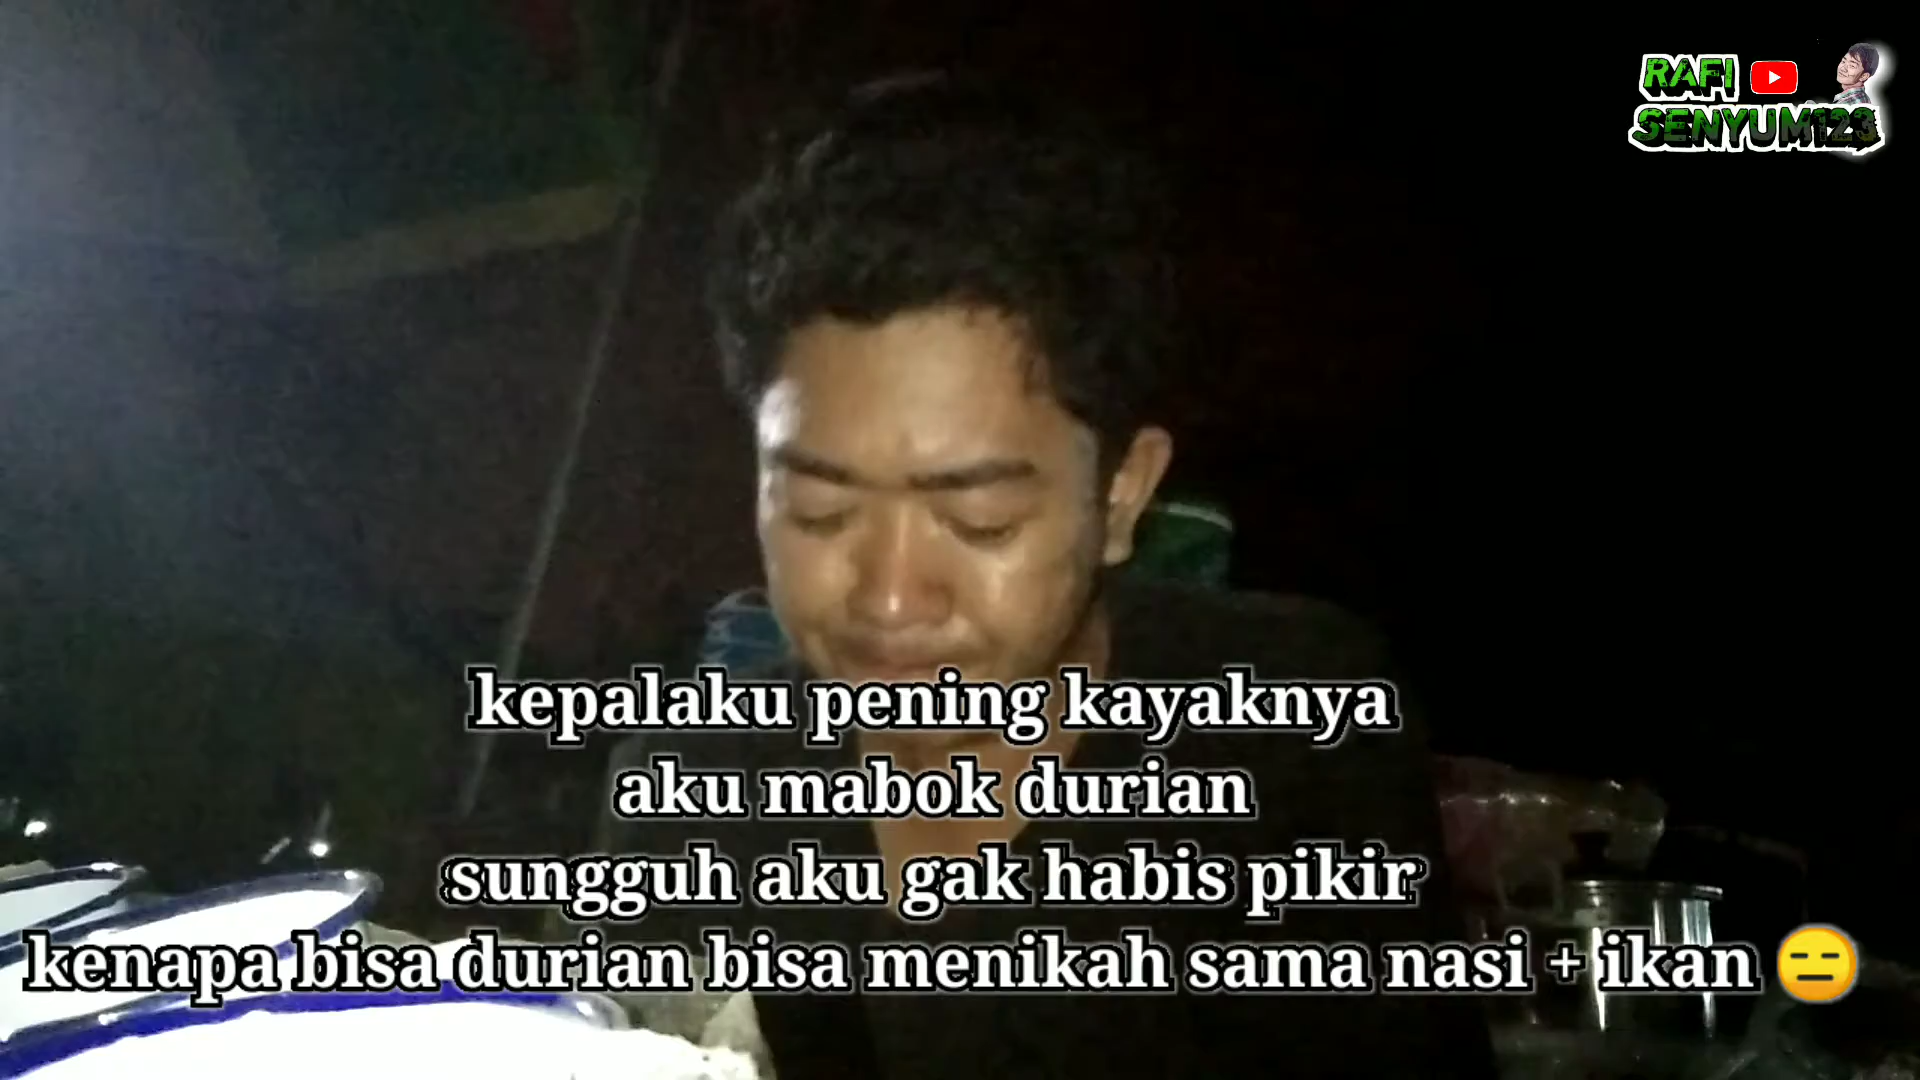 RAFI
SENYUM123
kepalaku pening kayaknya
aku mabok durian
sungguh aku gak habis pikir
kenapa bisa durian bisa menikah sama nasi + ikan 😑